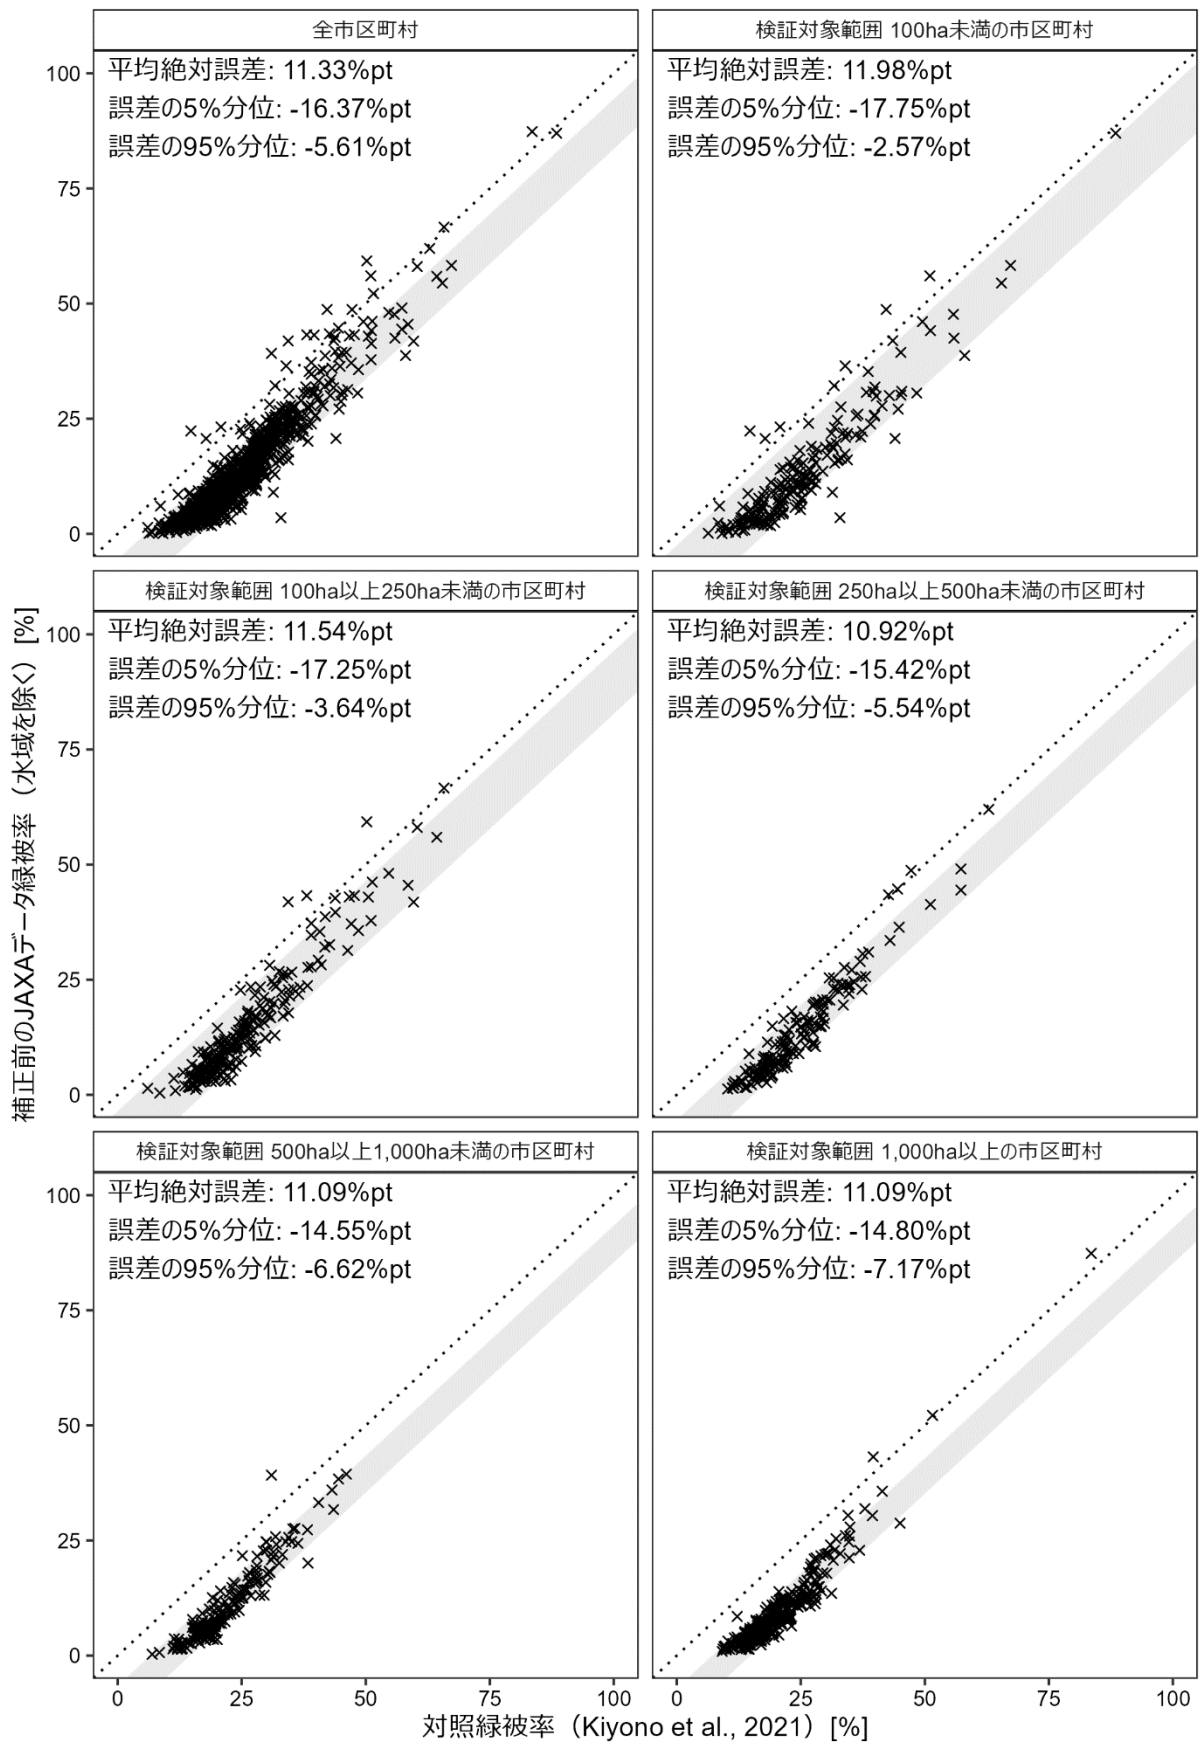 全市区町村
平均絶対誤差: 11.33%pt
誤差の5%分位: -16.37%pt
誤差の95%分位: -5.61%pt
100
75
50
25
0
検証対象範囲 100ha未満の市区町村
平均絶対誤差: 11.98%pt
誤差の5%分位: -17.75%pt
誤差の95%分位: -2.57%pt
検証対象範囲 100ha以上250ha未満の市区町村
平均絶対誤差: 11.54%pt
誤差の5%分位: -17.25%pt
誤差の95%分位: -3.64%pt
100
75
50
25
0
検証対象範囲 250ha以上500ha未満の市区町村
平均絶対誤差: 10.92%pt
誤差の5%分位: -15.42%pt
誤差の95%分位: -5.54%pt
補正前のJAXAデータ緑被率（水域を除く）[%]
検証対象範囲 500ha以上1,000ha未満の市区町村
平均絶対誤差: 11.09%pt
誤差の5%分位: -14.55%pt
誤差の95%分位: -6.62%pt
100
75
50
25
0
検証対象範囲 1,000ha以上の市区町村
平均絶対誤差: 11.09%pt
誤差の5%分位: -14.80%pt
誤差の95%分位: -7.17%pt
0 25 50 75 100
0 25 50 75 100
対照緑被率（Kiyono et al., 2021）[%]